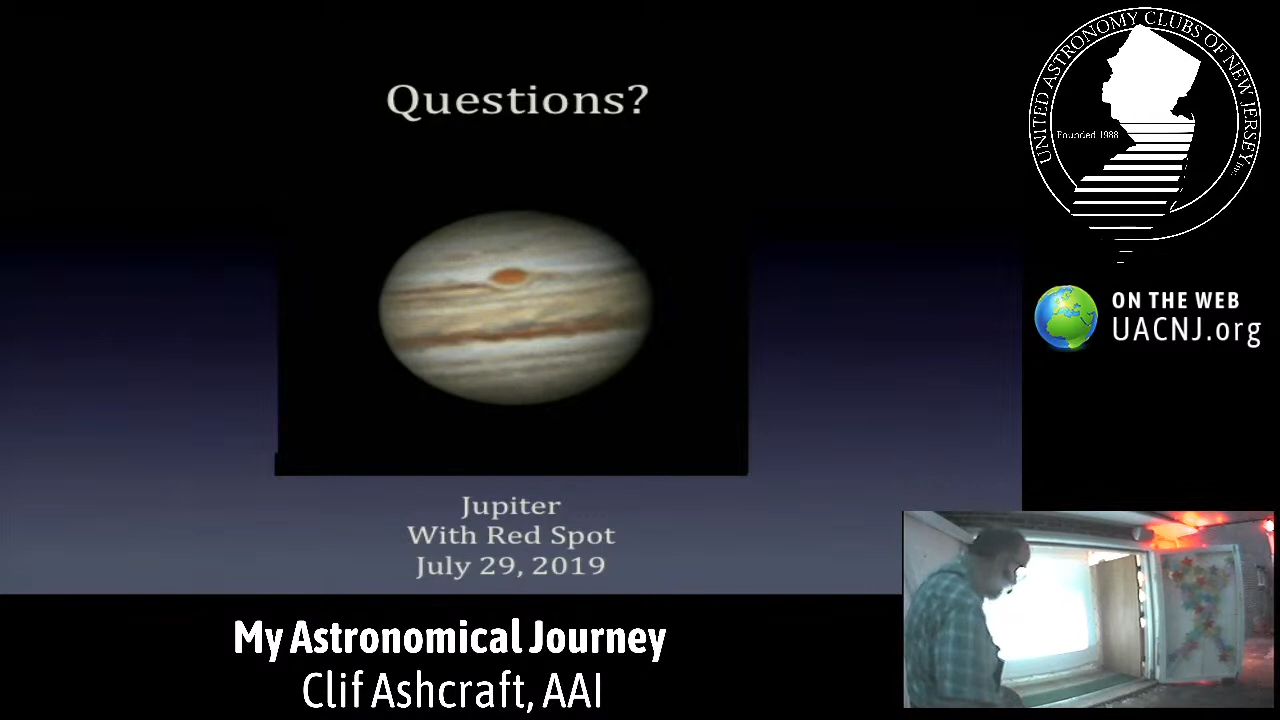 Questions?
Jupiter
With Red Spot
July 29, 2019
UNITED ASTRONOMY CLUBS OF NEW JERSEY, Inc.
Founded 1988
ON THE WEB
UACNJ.org
My Astronomical Journey
Clif Ashcraft, AAI